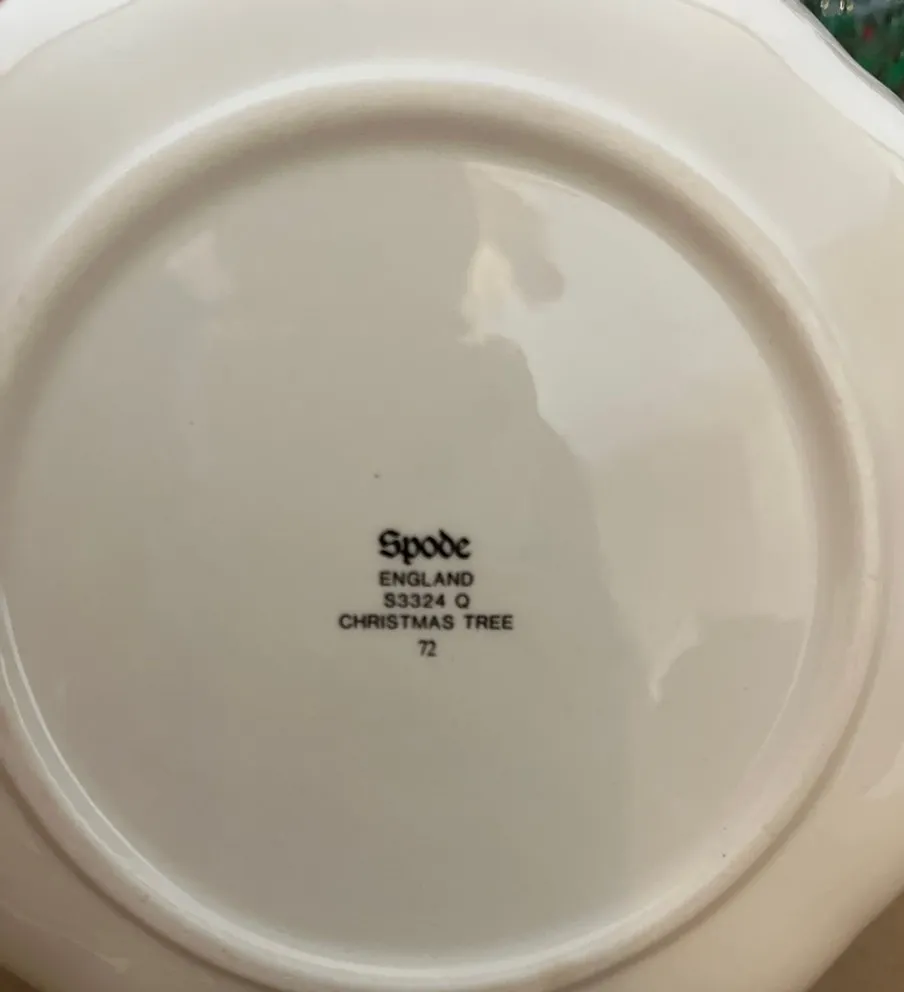 Spode
ENGLAND
S3324 Q
CHRISTMAS TREE
72